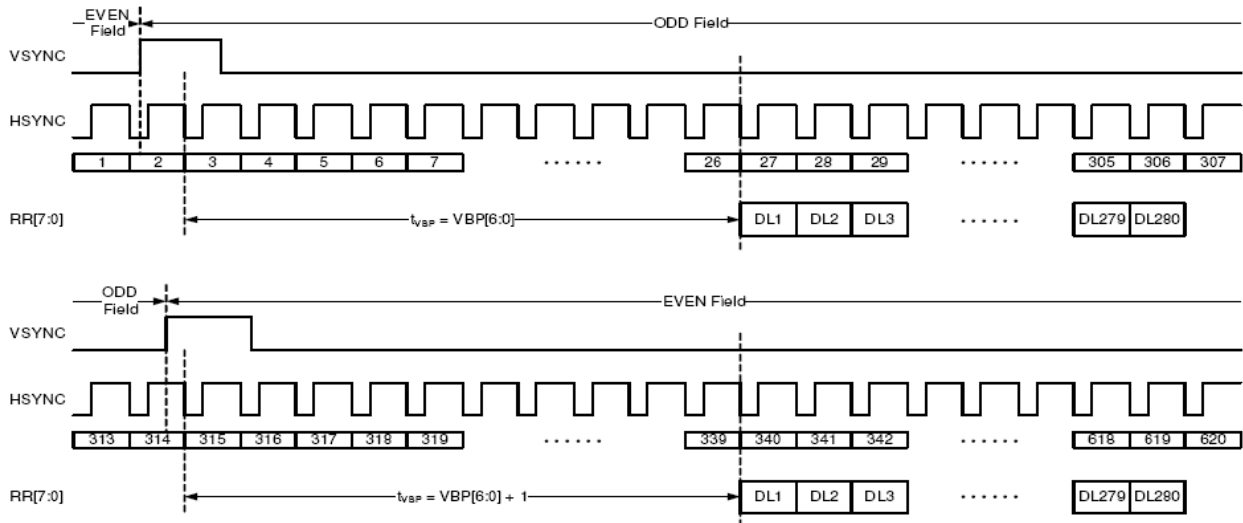 EVEN Field ODD Field
VSYNC
HSYNC
1 2 3 4 5 6 7 ...... 26 27 28 29 ...... 305 306 307
RR[7:0] tVBP = VBP[6:0] DL1 DL2 DL3 ...... DL279 DL280
ODD Field EVEN Field
VSYNC
HSYNC
313 314 315 316 317 318 319 ...... 339 340 341 342 ...... 618 619 620
RR[7:0] tVBP = VBP[6:0] + 1 DL1 DL2 DL3 ...... DL279 DL280